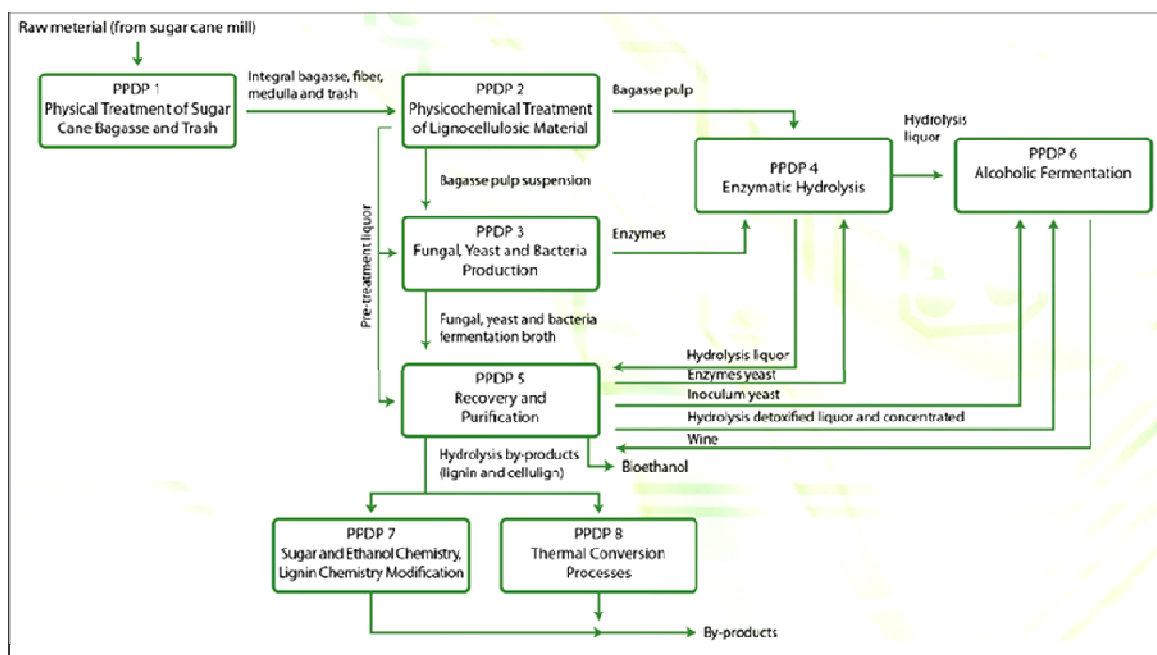 Raw meterial (from sugar cane mill)
PPDP 1
Physical Treatment of Sugar
Cane Bagasse and Trash
Integral bagasse, fiber,
medulla and trash
PPDP 2
Physicochemical Treatment
of Lignocellulosic Material
Bagasse pulp
PPDP 4
Enzymatic Hydrolysis
Hydrolysis
liquor
PPDP 6
Alcoholic Fermentation
Bagasse pulp suspension
Pre-treatment liquor
PPDP 3
Fungal, Yeast and Bacteria
Production
Enzymes
Fungal, yeast and bacteria
fermentation broth
PPDP 5
Recovery and
Purification
Hydrolysis liquor
Enzymes yeast
Inoculum yeast
Hydrolysis detoxified liquor and concentrated
Wine
Hydrolysis by-products
(lignin and cellulign)
Bioethanol
PPDP 7
Sugar and Ethanol Chemistry,
Lignin Chemistry Modification
PPDP 8
Thermal Conversion
Processes
By-products